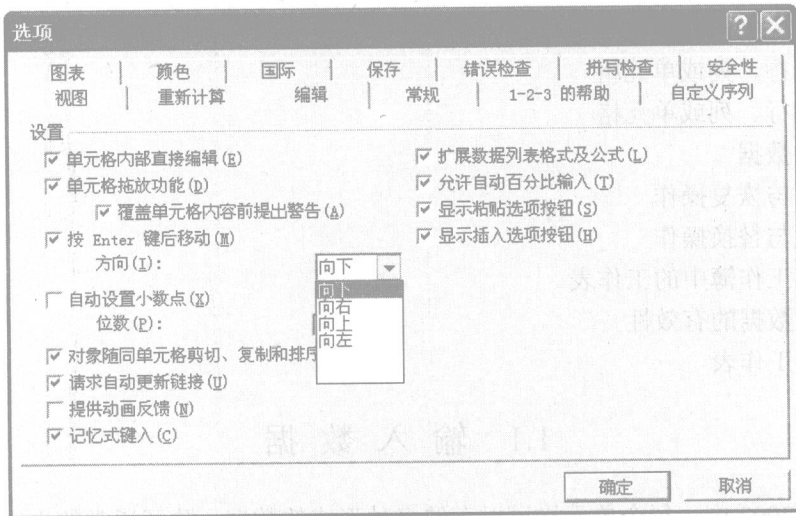 选项
图表 颜色 国际 保存 错误检查 拼写检查 安全性
视图 重新计算 编辑 常规 1-2-3 的帮助 自定义序列
设置
单元格内部直接编辑(E)
单元格拖放功能(D)
覆盖单元格内容前提出警告(A)
按 Enter 键后移动(M)
方向(I): 向下
向下
向右
向上
向左
自动设置小数点(X)
位数(P):
对象随同单元格剪切、复制和排序
请求自动更新链接(U)
提供动画反馈(N)
记忆式键入(C)
扩展数据列表格式及公式(L)
允许自动百分比输入(T)
显示粘贴选项按钮(S)
显示插入选项按钮(H)
确定 取消